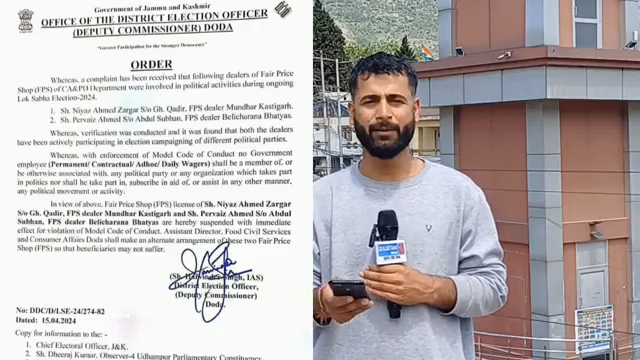 Government of Jammu and Kashmir
OFFICE OF THE DISTRICT ELECTION OFFICER
(DEPUTY COMMISSIONER) DODA
"Greater Participation for the Stronger Democracy"
ORDER
Whereas, a complaint has been received that following dealers of Fair Price
Shop (FPS) of CA&PD Department were involved in political activities during ongoing
Lok Sabha Election-2024.
1. Sh. Niyaz Ahmed Zargar S/o Gh. Qadir, FPS dealer Mundhar Kastigarh.
2. Sh. Pervaiz Ahmed S/o Abdul Subhan, FPS dealer Belicharana Bhatyas.
Whereas, verification was conducted and it was found that both the dealers
have been actively participating in election campaigning of different political parties.
Whereas, with enforcement of Model Code of Conduct no Government
employee (Permanent/ Contractual/Adhoc/Daily Wagers) shall be a member of, or
be otherwise associated with, any political party or any organization which takes part
in politics nor shall be take part in, subscribe in aid of, or assist in any other manner,
any political movement or activity.
In view of above, Fair Price Shop (FPS) license of Sh. Niyaz Ahmed Zargar
S/o Gh. Qadir, FPS dealer Mundhar Kastigarh and Sh. Pervaiz Ahmed S/o Abdul
Subhan, FPS dealer Belicharana Bhatyas are hereby suspended with immediate
effect for violation of Model Code of Conduct. Assistant Director, Food Civil Services
and Consumer Affairs Doda shall make an alternate arrangement of these two Fair Price
Shop (FPS) so that beneficiaries may not suffer.
(Sh. Harvinder Singh, IAS)
District Election Officer,
(Deputy Commissioner)
Doda.
No: DDC/D/LSE-24/274-82
Dated: 15.04.2024
Copy for information to the: -
1. Chief Electoral Officer, J&K.
2. Sh. Dheeraj Kumar, Observer-4 Udhampur Parliamentary Constituency